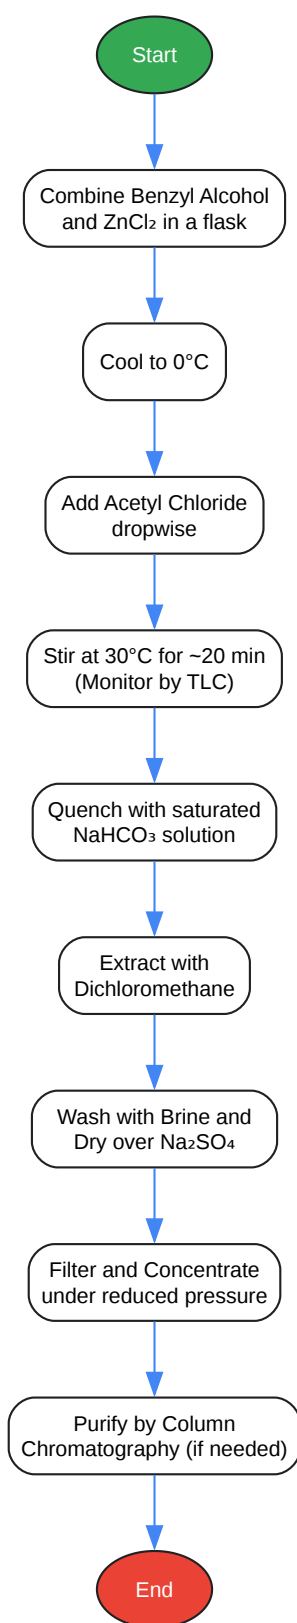 Start
Combine Benzyl Alcohol
and ZnCl₂ in a flask
Cool to 0°C
Add Acetyl Chloride
dropwise
Stir at 30°C for ~20 min
(Monitor by TLC)
Quench with saturated
NaHCO₃ solution
Extract with
Dichloromethane
Wash with Brine and
Dry over Na₂SO₄
Filter and Concentrate
under reduced pressure
Purify by Column
Chromatography (if needed)
End